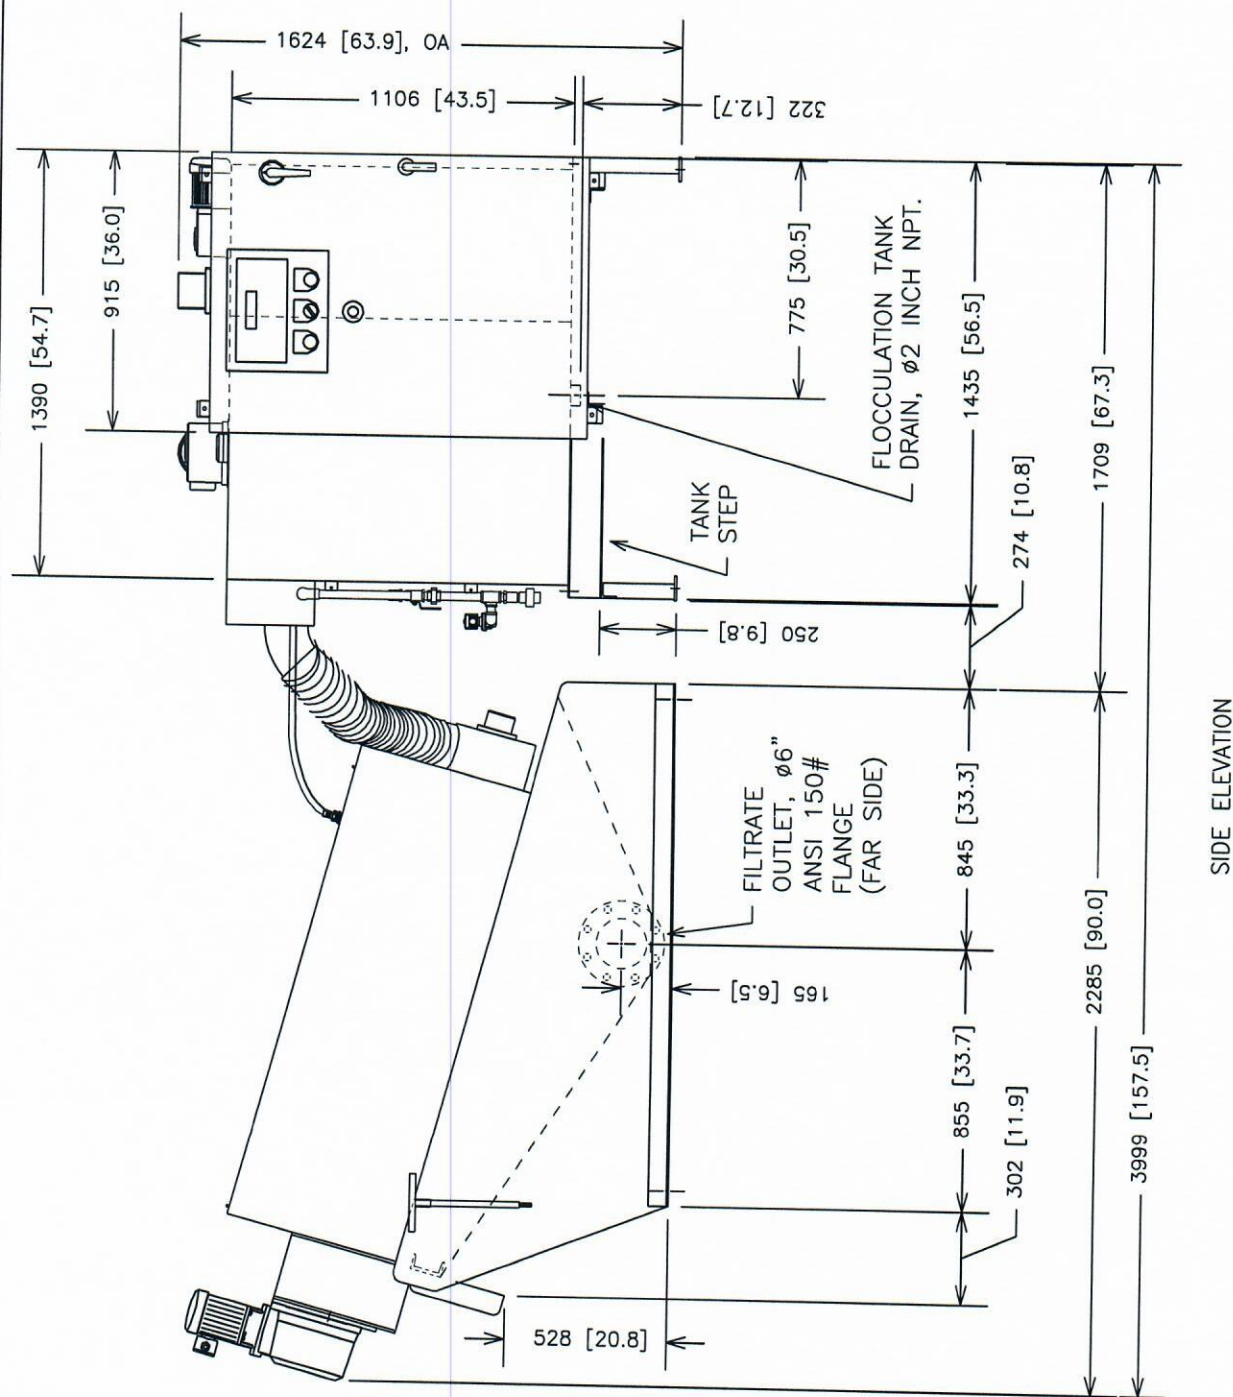 1624 [63.9], OA
1106 [43.5]
322 [12.7]
1390 [54.7]
915 [36.0]
775 [30.5]
FLOCCULATION TANK
DRAIN, ø2 INCH NPT.
1435 [56.5]
1709 [67.3]
274 [10.8]
TANK
STEP
250 [9.8]
FILTRATE
OUTLET, ø6"
ANSI 150#
FLANGE
(FAR SIDE)
845 [33.3]
2285 [90.0]
165 [6.5]
855 [33.7]
302 [11.9]
3999 [157.5]
528 [20.8]
SIDE ELEVATION